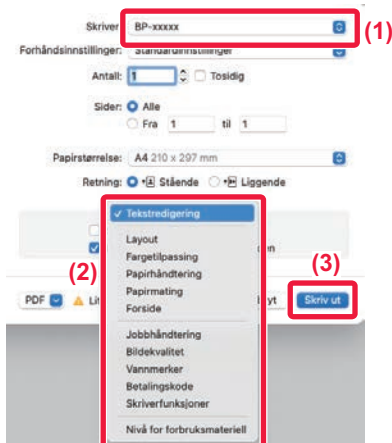 Skriver: BP-xxxxx
(1)
Forhåndsinnstillinger: Standardinnstillinger
Antall: 1 Tosidig
Sider: Alle
Fra 1 til 1
Papirstørrelse: A4 210 x 297 mm
Retning: Stående Liggende
✓ Tekstredigering
Layout
Fargetilpassing
Papirhåndtering
(2)
(3)
Papirmating
PDF
Skriv ut
Forside
Jobbhåndtering
Bildekvalitet
Vannmerker
Betalingskode
Skriverfunksjoner
Nivå for forbruksmateriell